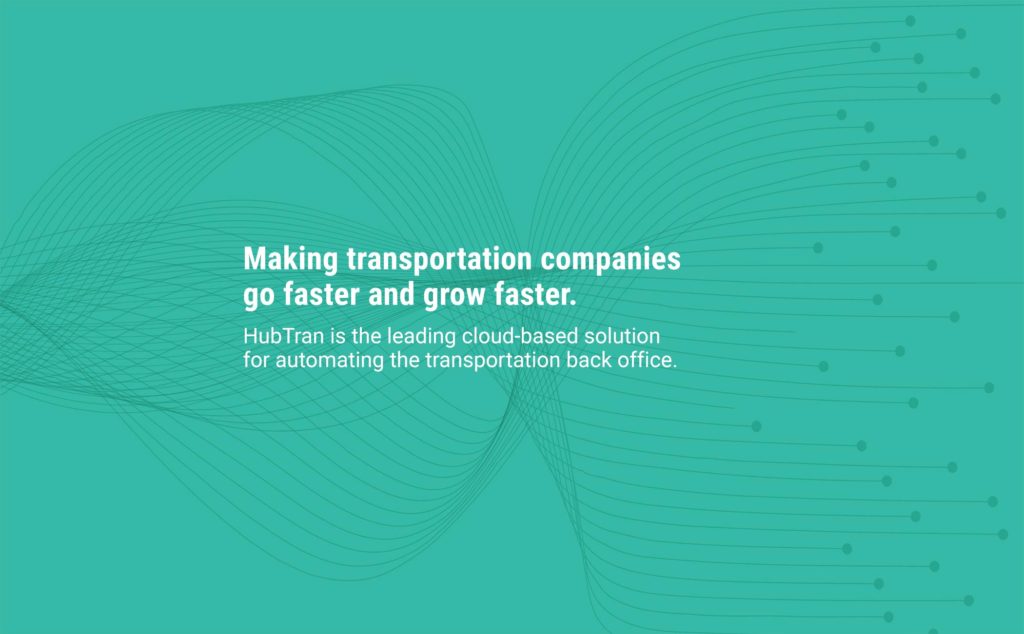 Making transportation companies
go faster and grow faster.
HubTran is the leading cloud-based solution
for automating the transportation back office.